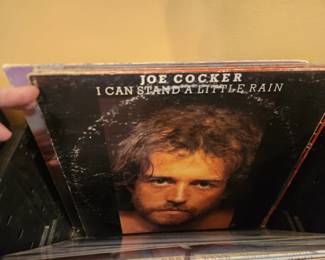 JOE COCKER
I CAN STAND A LITTLE RAIN